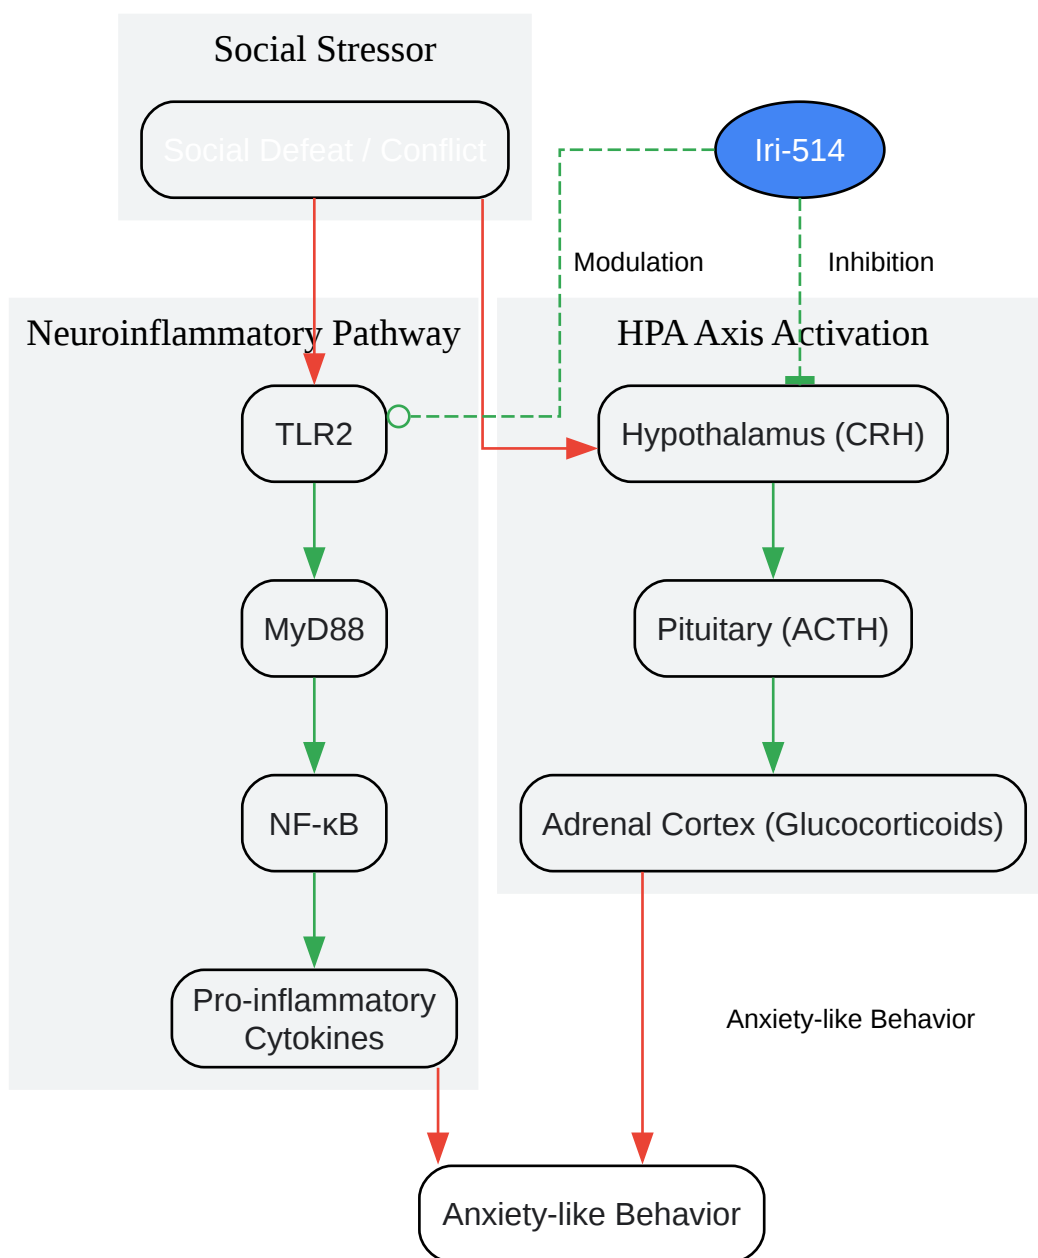 Social Stressor
Social Defeat / Conflict
Iri-514
Modulation
Inhibition
Neuroinflammatory Pathway
HPA Axis Activation
TLR2
Hypothalamus (CRH)
MyD88
Pituitary (ACTH)
NF-κB
Adrenal Cortex (Glucocorticoids)
Pro-inflammatory
Cytokines
Anxiety-like Behavior
Anxiety-like Behavior